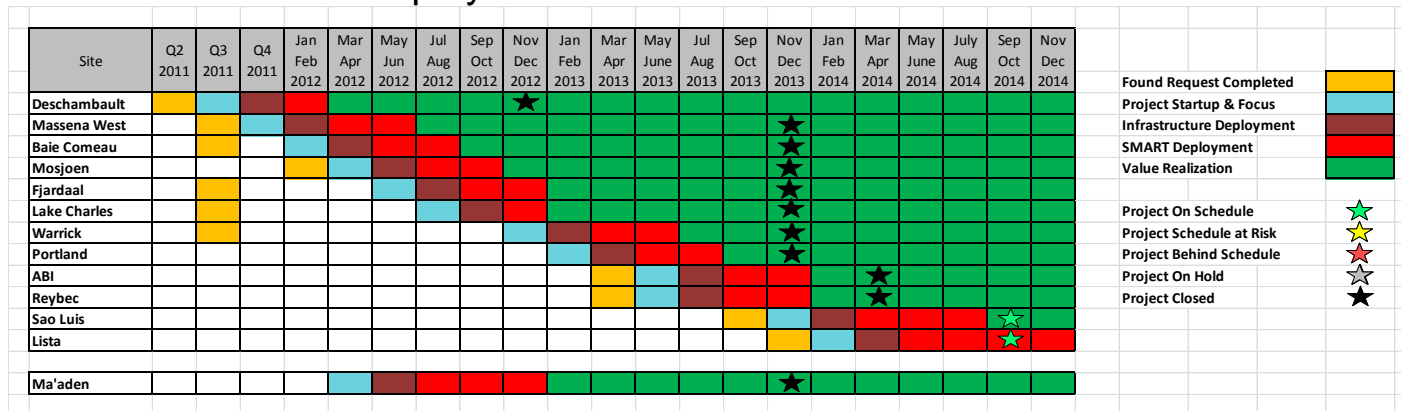 Site
Q2 2011
Q3 2011
Q4 2011
Jan Feb 2012
Mar Apr 2012
May Jun 2012
Jul Aug 2012
Sep Oct 2012
Nov Dec 2012
Jan Feb 2013
Mar Apr 2013
May June 2013
Jul Aug 2013
Sep Oct 2013
Nov Dec 2013
Jan Feb 2014
Mar Apr 2014
May June 2014
July Aug 2014
Sep Oct 2014
Nov Dec 2014
Deschambault
Massena West
Baie Comeau
Mosjoen
Fjardaal
Lake Charles
Warrick
Portland
ABI
Reybec
Sao Luis
Lista
Ma'aden
Found Request Completed
Project Startup & Focus
Infrastructure Deployment
SMART Deployment
Value Realization
Project On Schedule
Project Schedule at Risk
Project Behind Schedule
Project On Hold
Project Closed